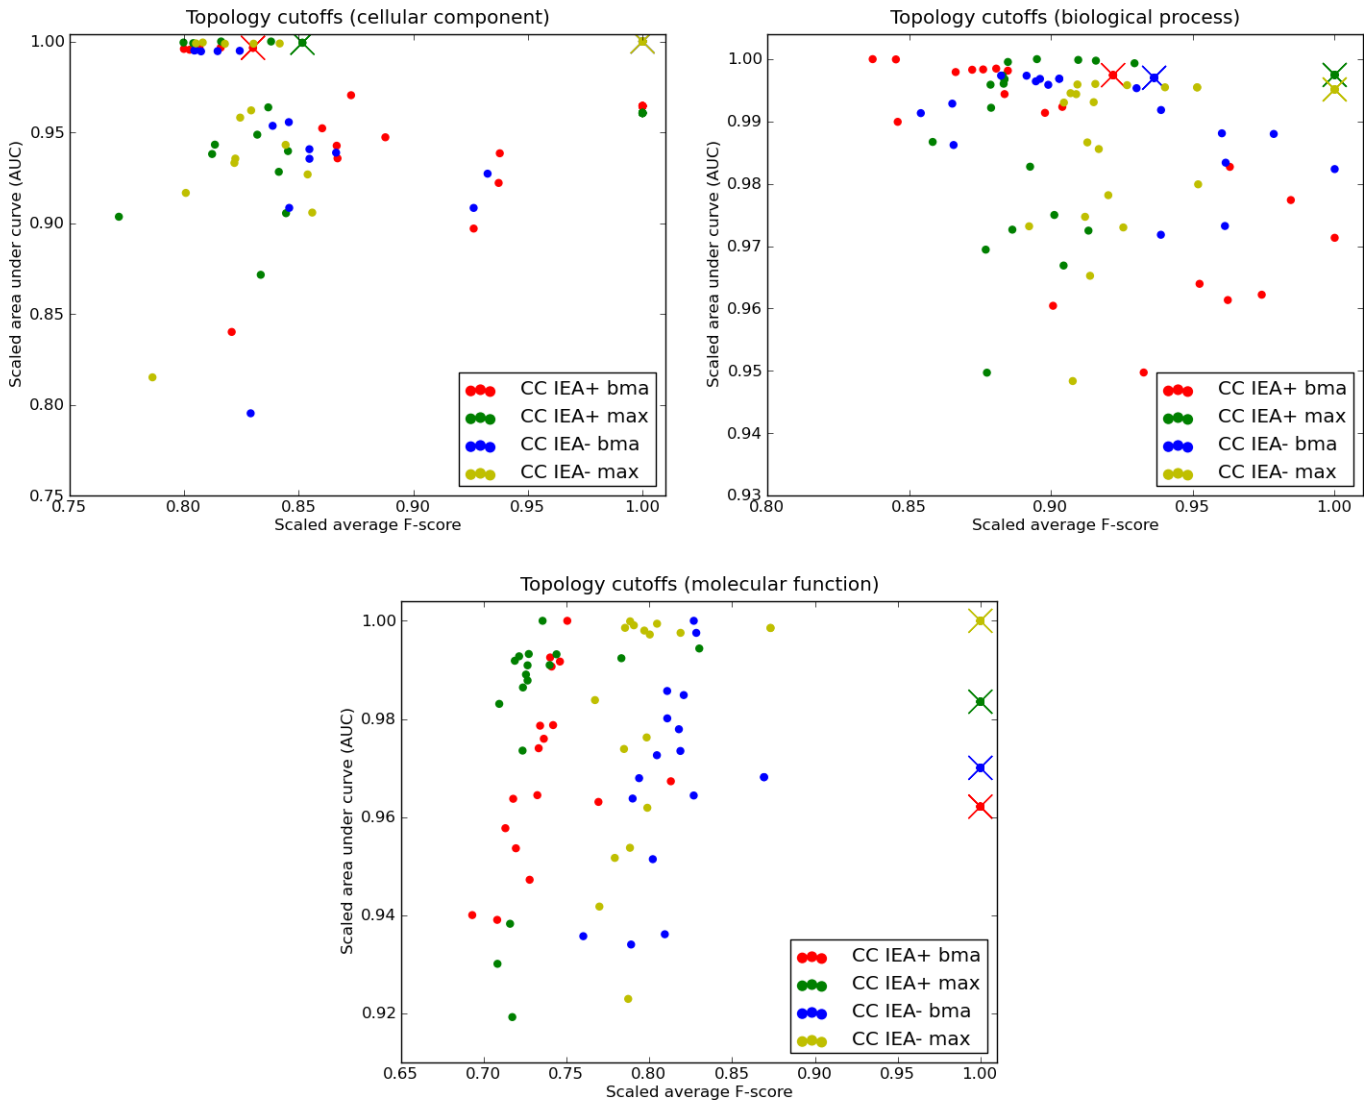 Topology cutoffs (cellular component)
Scaled area under curve (AUC)
1.00
0.95
0.90
0.85
0.80
0.75
0.75 0.80 0.85 0.90 0.95 1.00
Scaled average F-score
CC IEA+ bma
CC IEA+ max
CC IEA- bma
CC IEA- max
Topology cutoffs (biological process)
Scaled area under curve (AUC)
1.00
0.99
0.98
0.97
0.96
0.95
0.94
0.93
0.80 0.85 0.90 0.95 1.00
Scaled average F-score
CC IEA+ bma
CC IEA+ max
CC IEA- bma
CC IEA- max
Topology cutoffs (molecular function)
Scaled area under curve (AUC)
1.00
0.98
0.96
0.94
0.92
0.65 0.70 0.75 0.80 0.85 0.90 0.95 1.00
Scaled average F-score
CC IEA+ bma
CC IEA+ max
CC IEA- bma
CC IEA- max